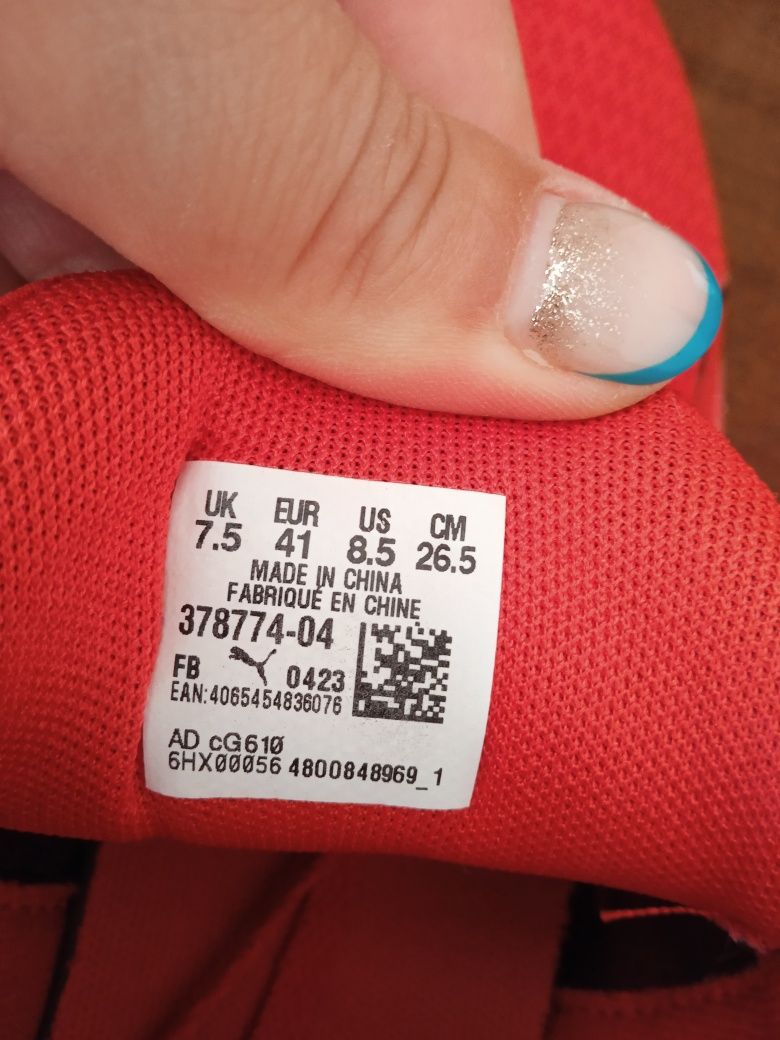 UK EUR US CM
7.5 41 8.5 26.5
MADE IN CHINA
FABRIQUÉ EN CHINE
378774-04
FB 0423
EAN:4065454836076
AD cG610
6HX00056 4800848969_1